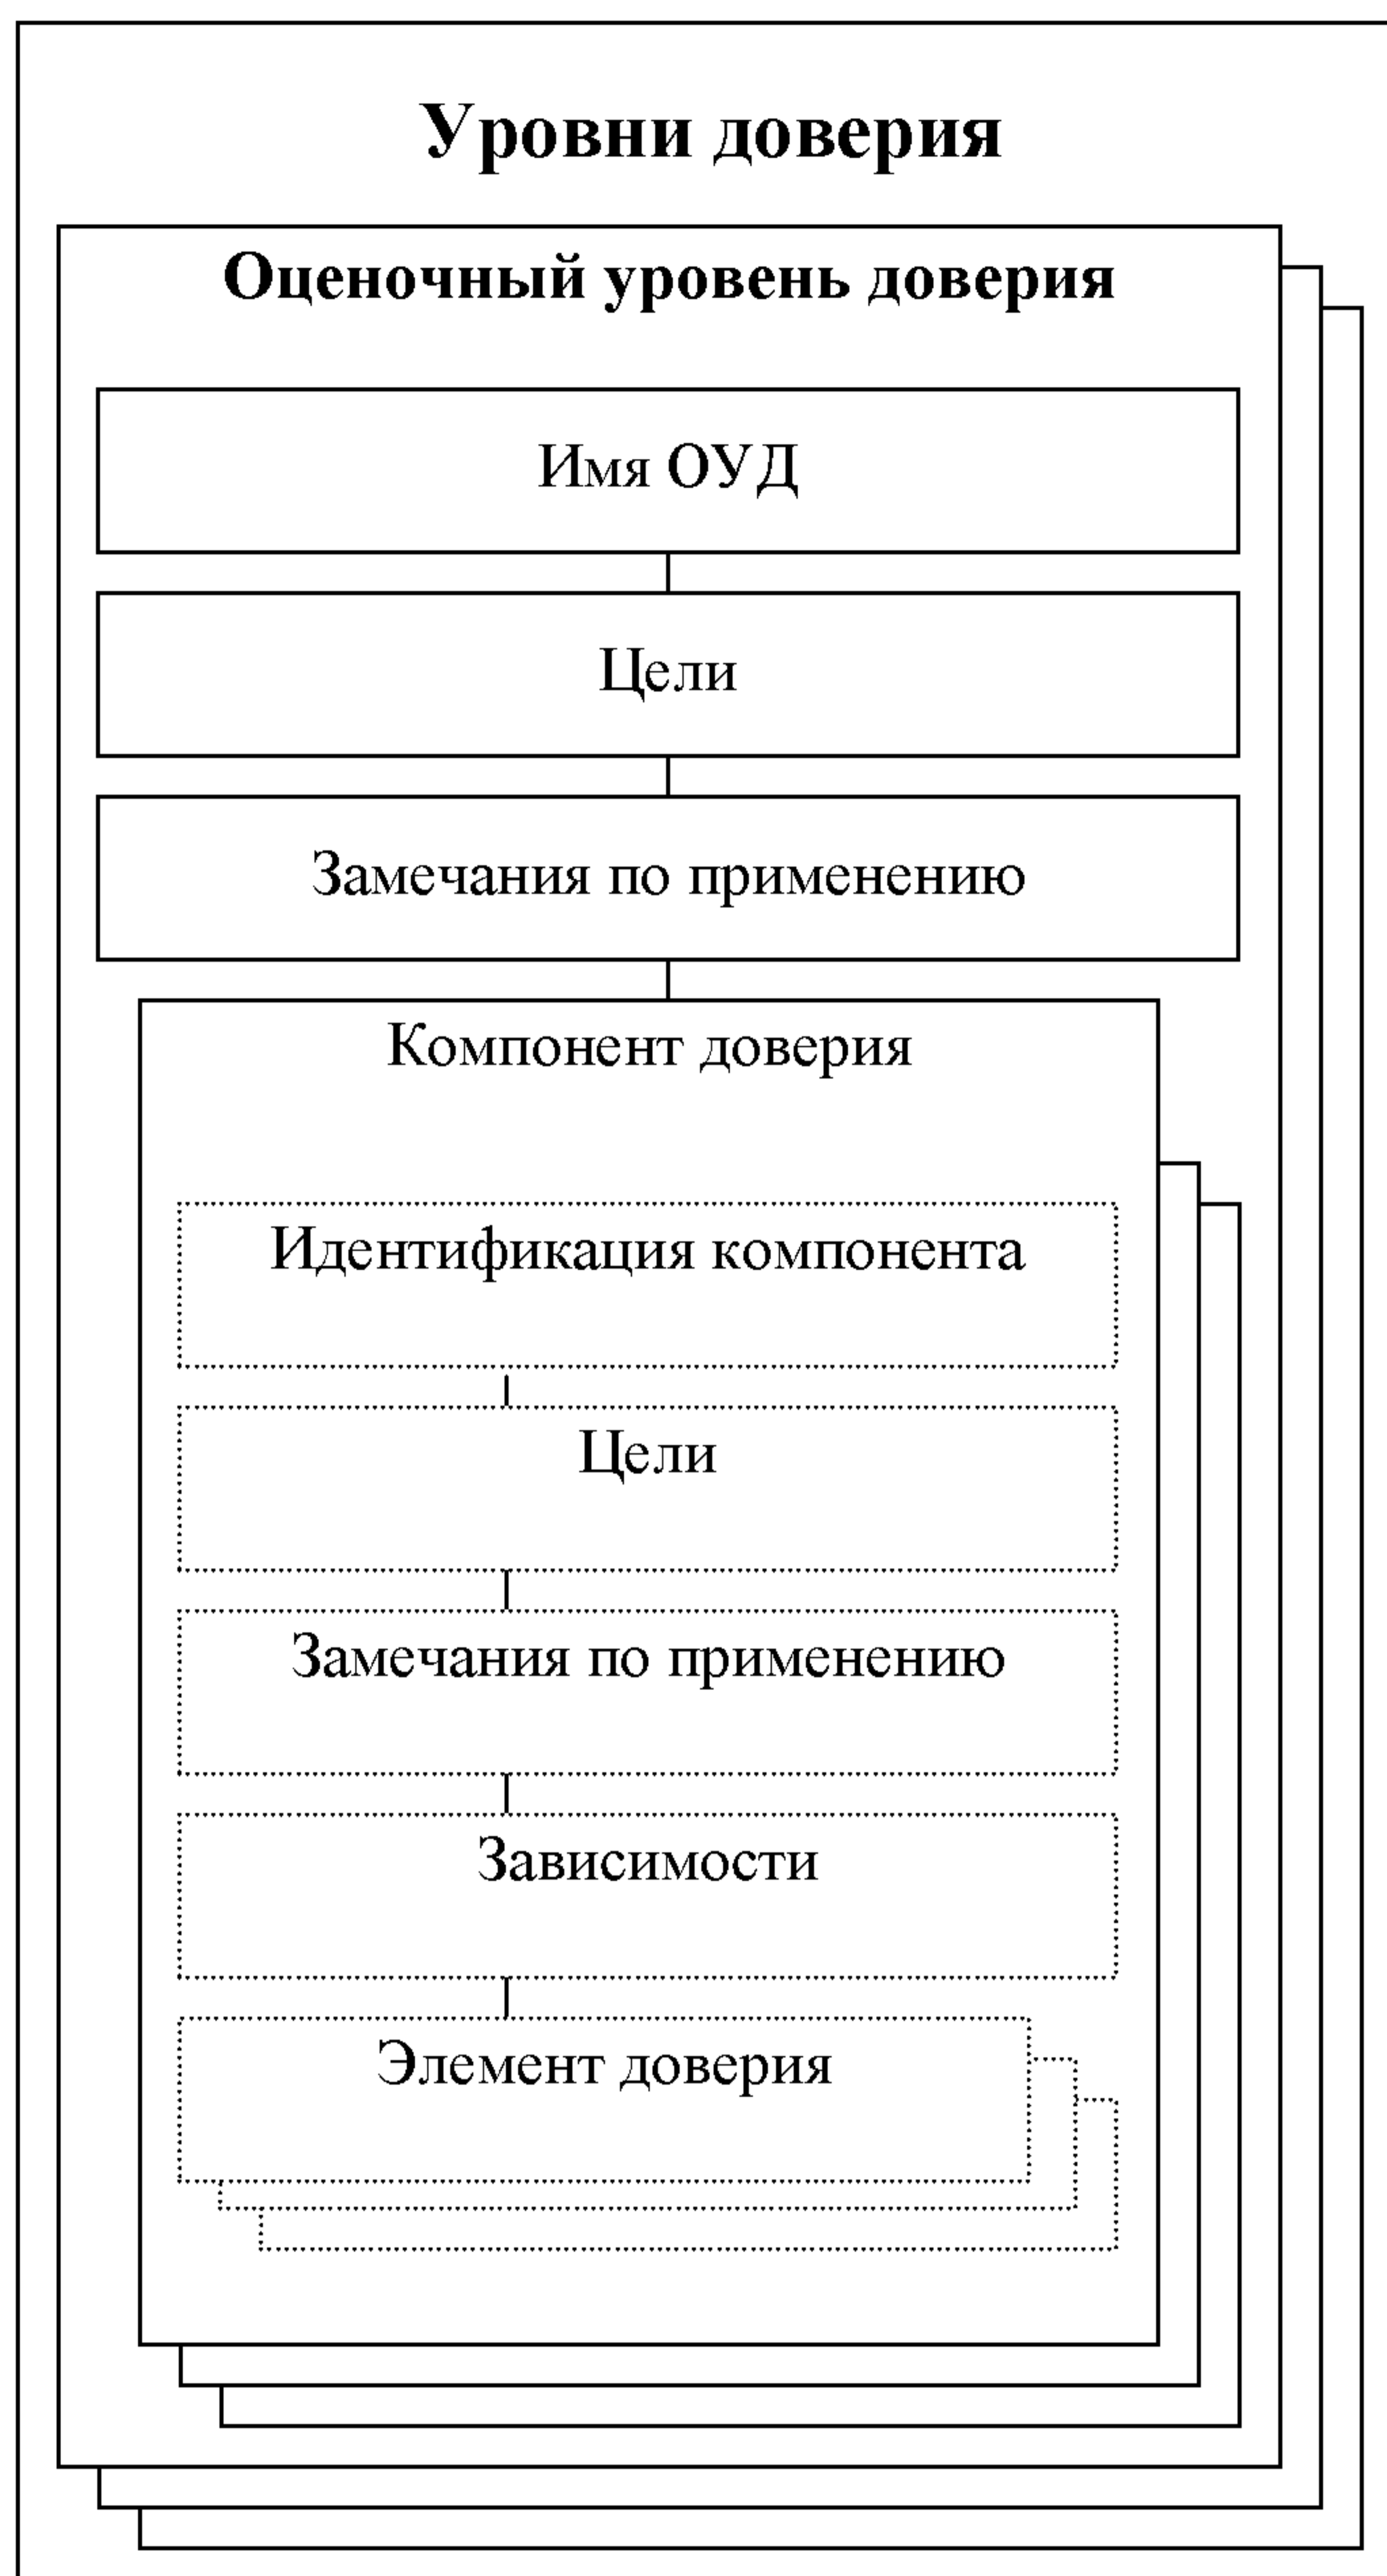 Уровни доверия
Оценочный уровень доверия
Имя ОУД
Цели
Замечания по применению
Компонент доверия
Идентификация компонента
Цели
Замечания по применению
Зависимости
Элемент доверия